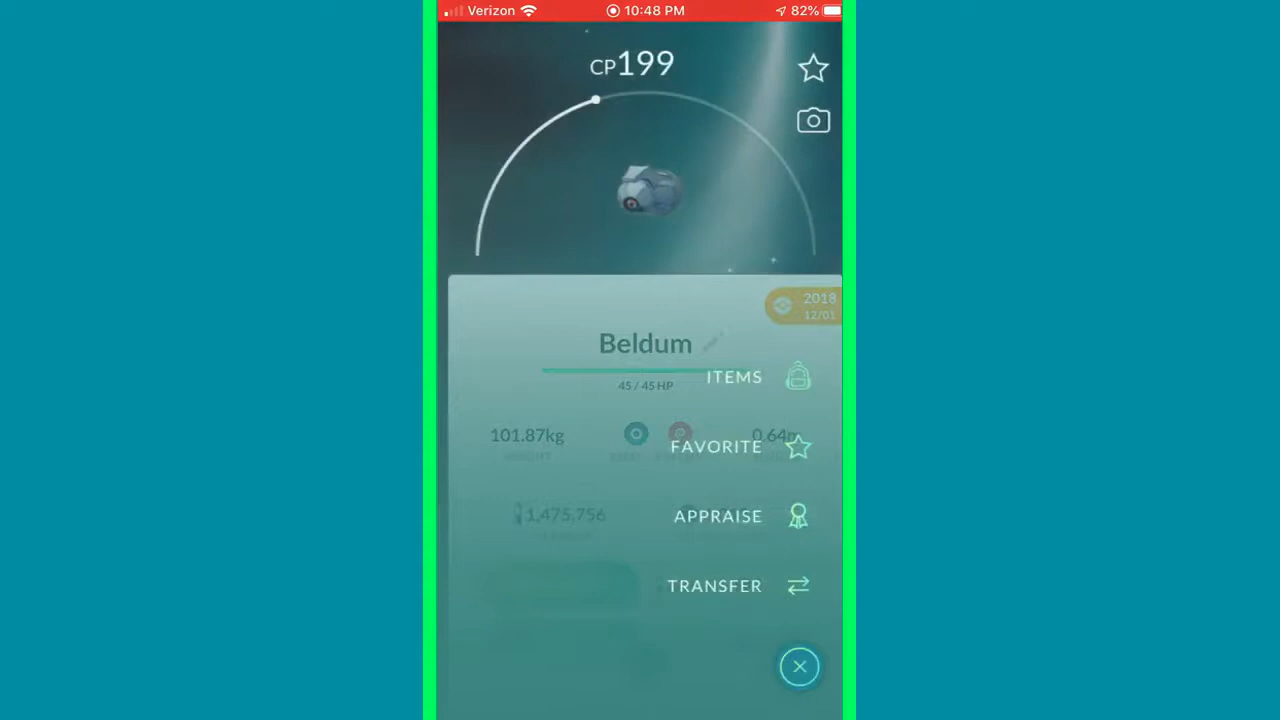 Verizon 10:48 PM 82%
CP199
2018
12/01
Beldum
45 / 45 HP
ITEMS
101.87kg 0.64m
FAVORITE
WEIGHT
1,475,756
APPRAISE
TRANSFER